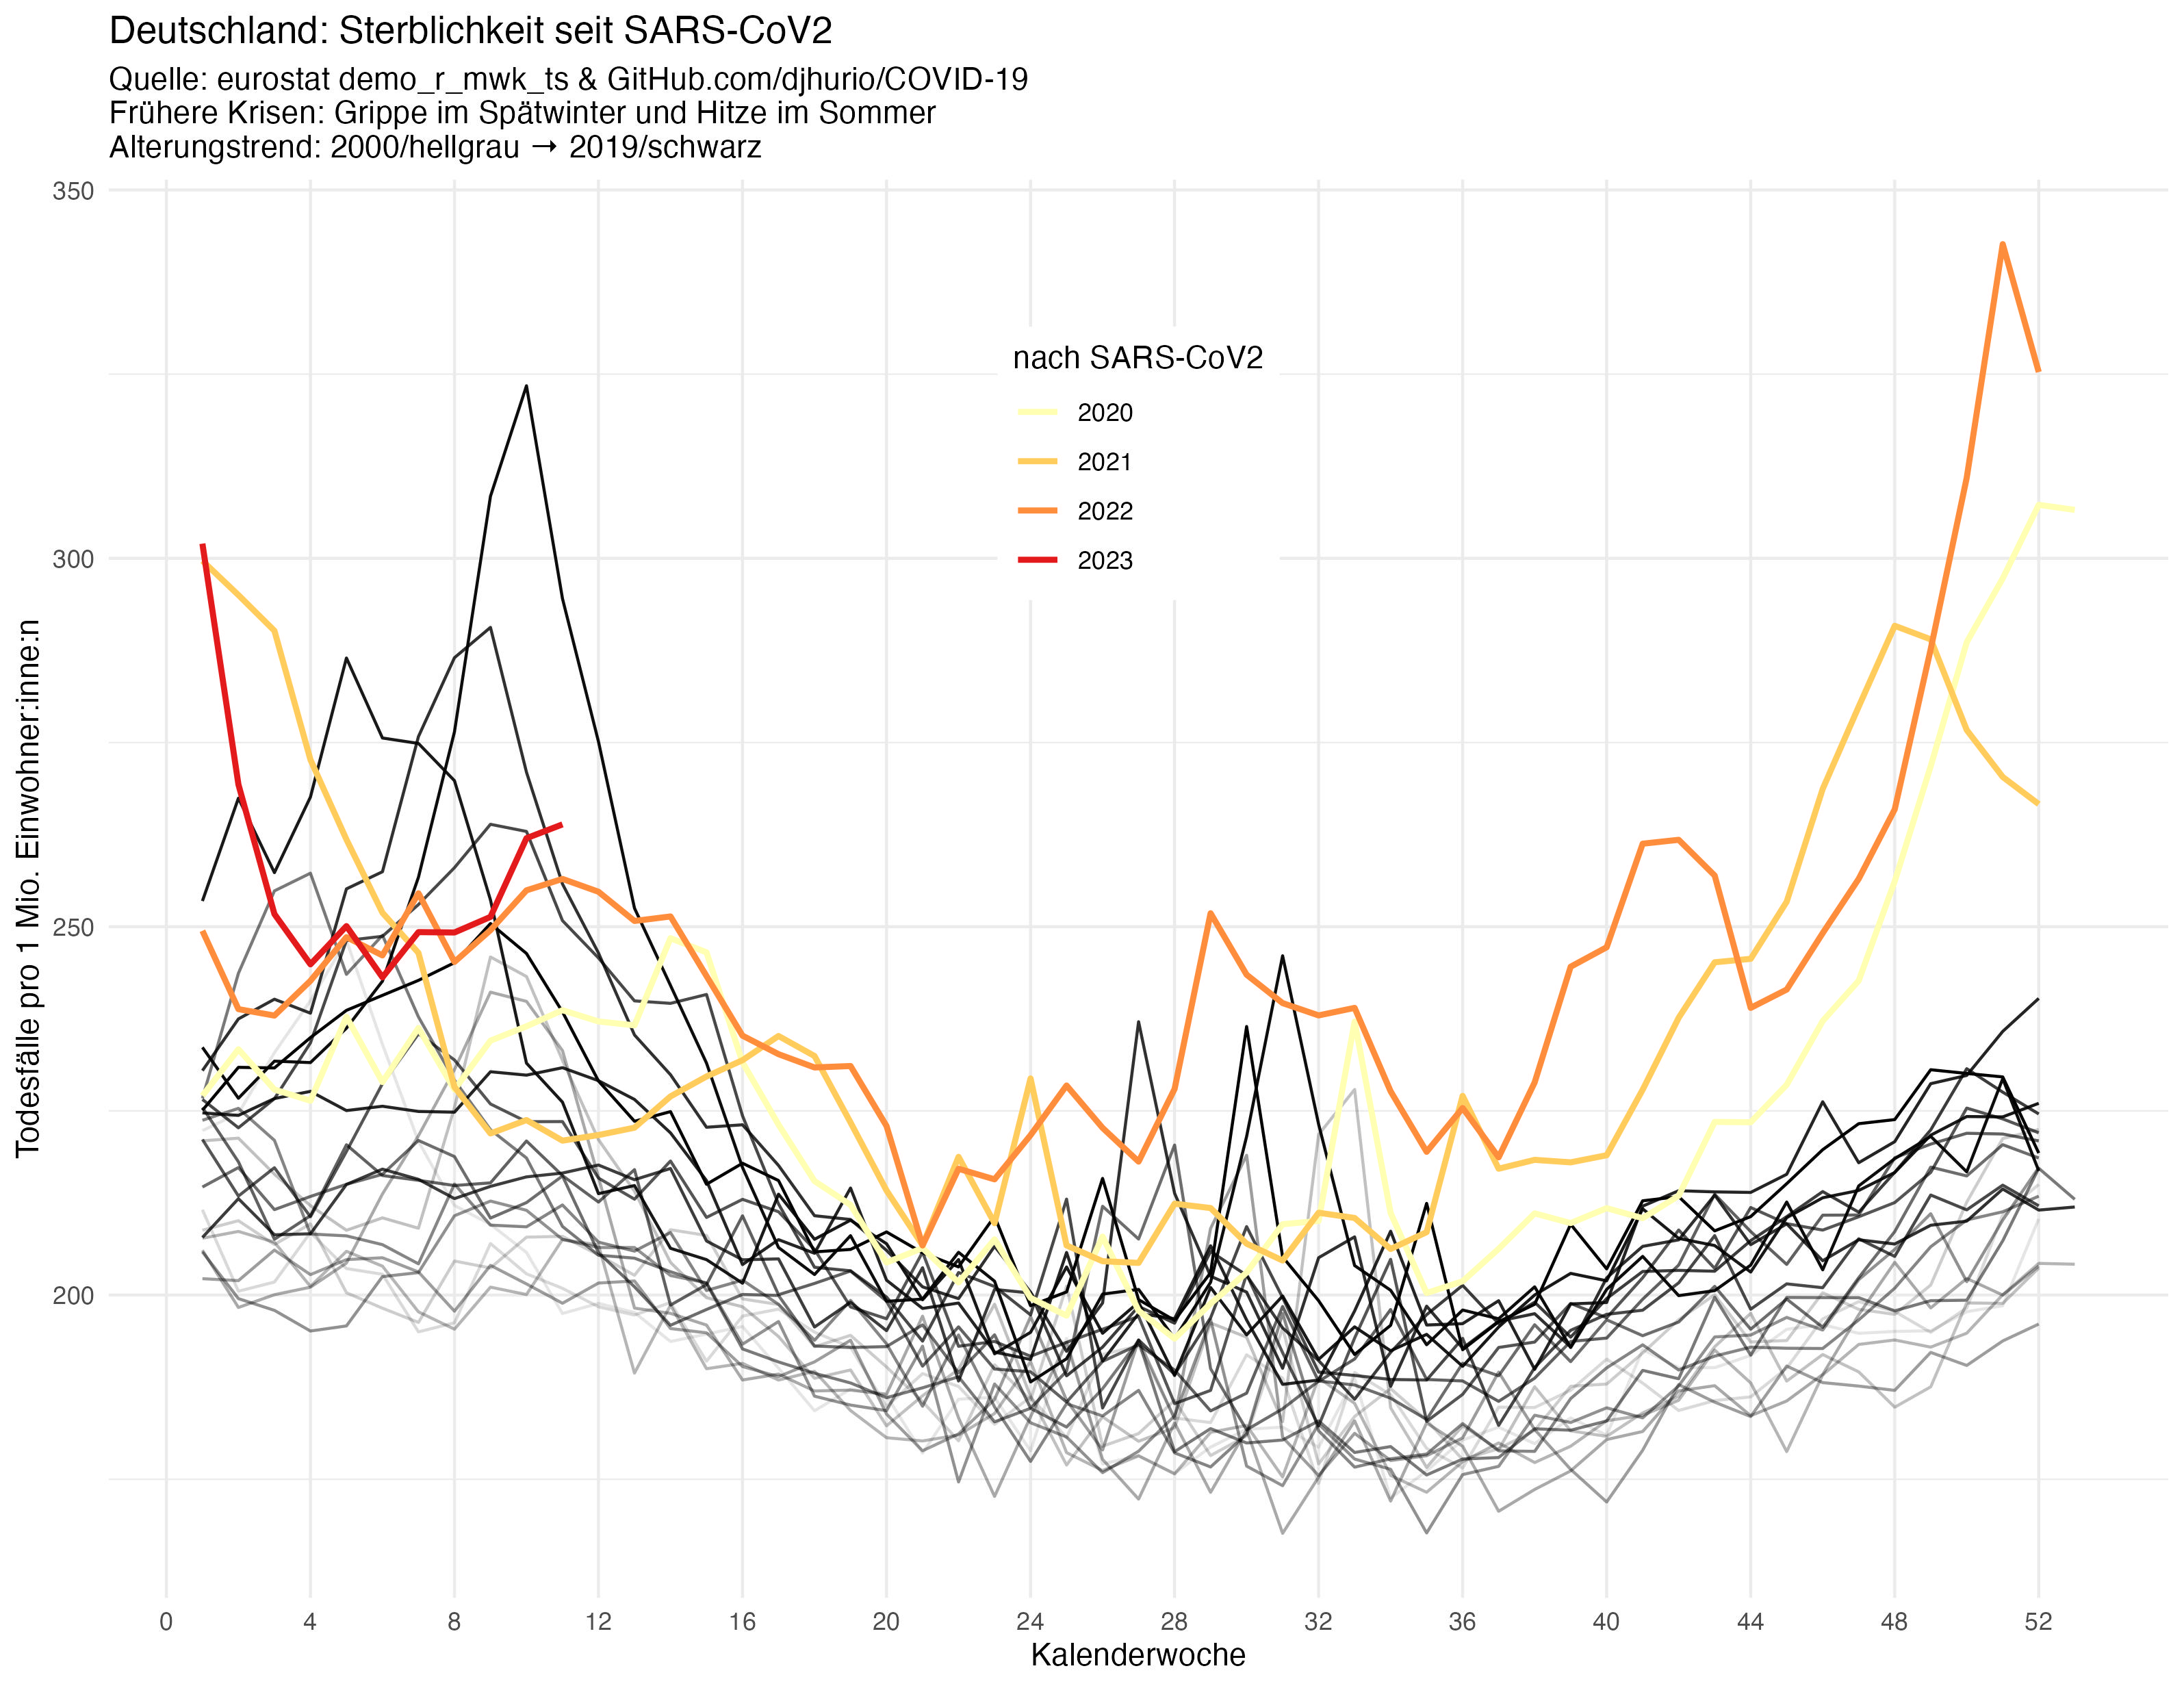 Deutschland: Sterblichkeit seit SARS-CoV2
Quelle: eurostat demo_r_mwk_ts & GitHub.com/djhurio/COVID-19
Frühere Krisen: Grippe im Spätwinter und Hitze im Sommer
Alterungstrend: 2000/hellgrau → 2019/schwarz
Todesfälle pro 1 Mio. Einwohner:innen
350
300
250
200
nach SARS-CoV2
2020
2021
2022
2023
0 4 8 12 16 20 24 28 32 36 40 44 48 52
Kalenderwoche